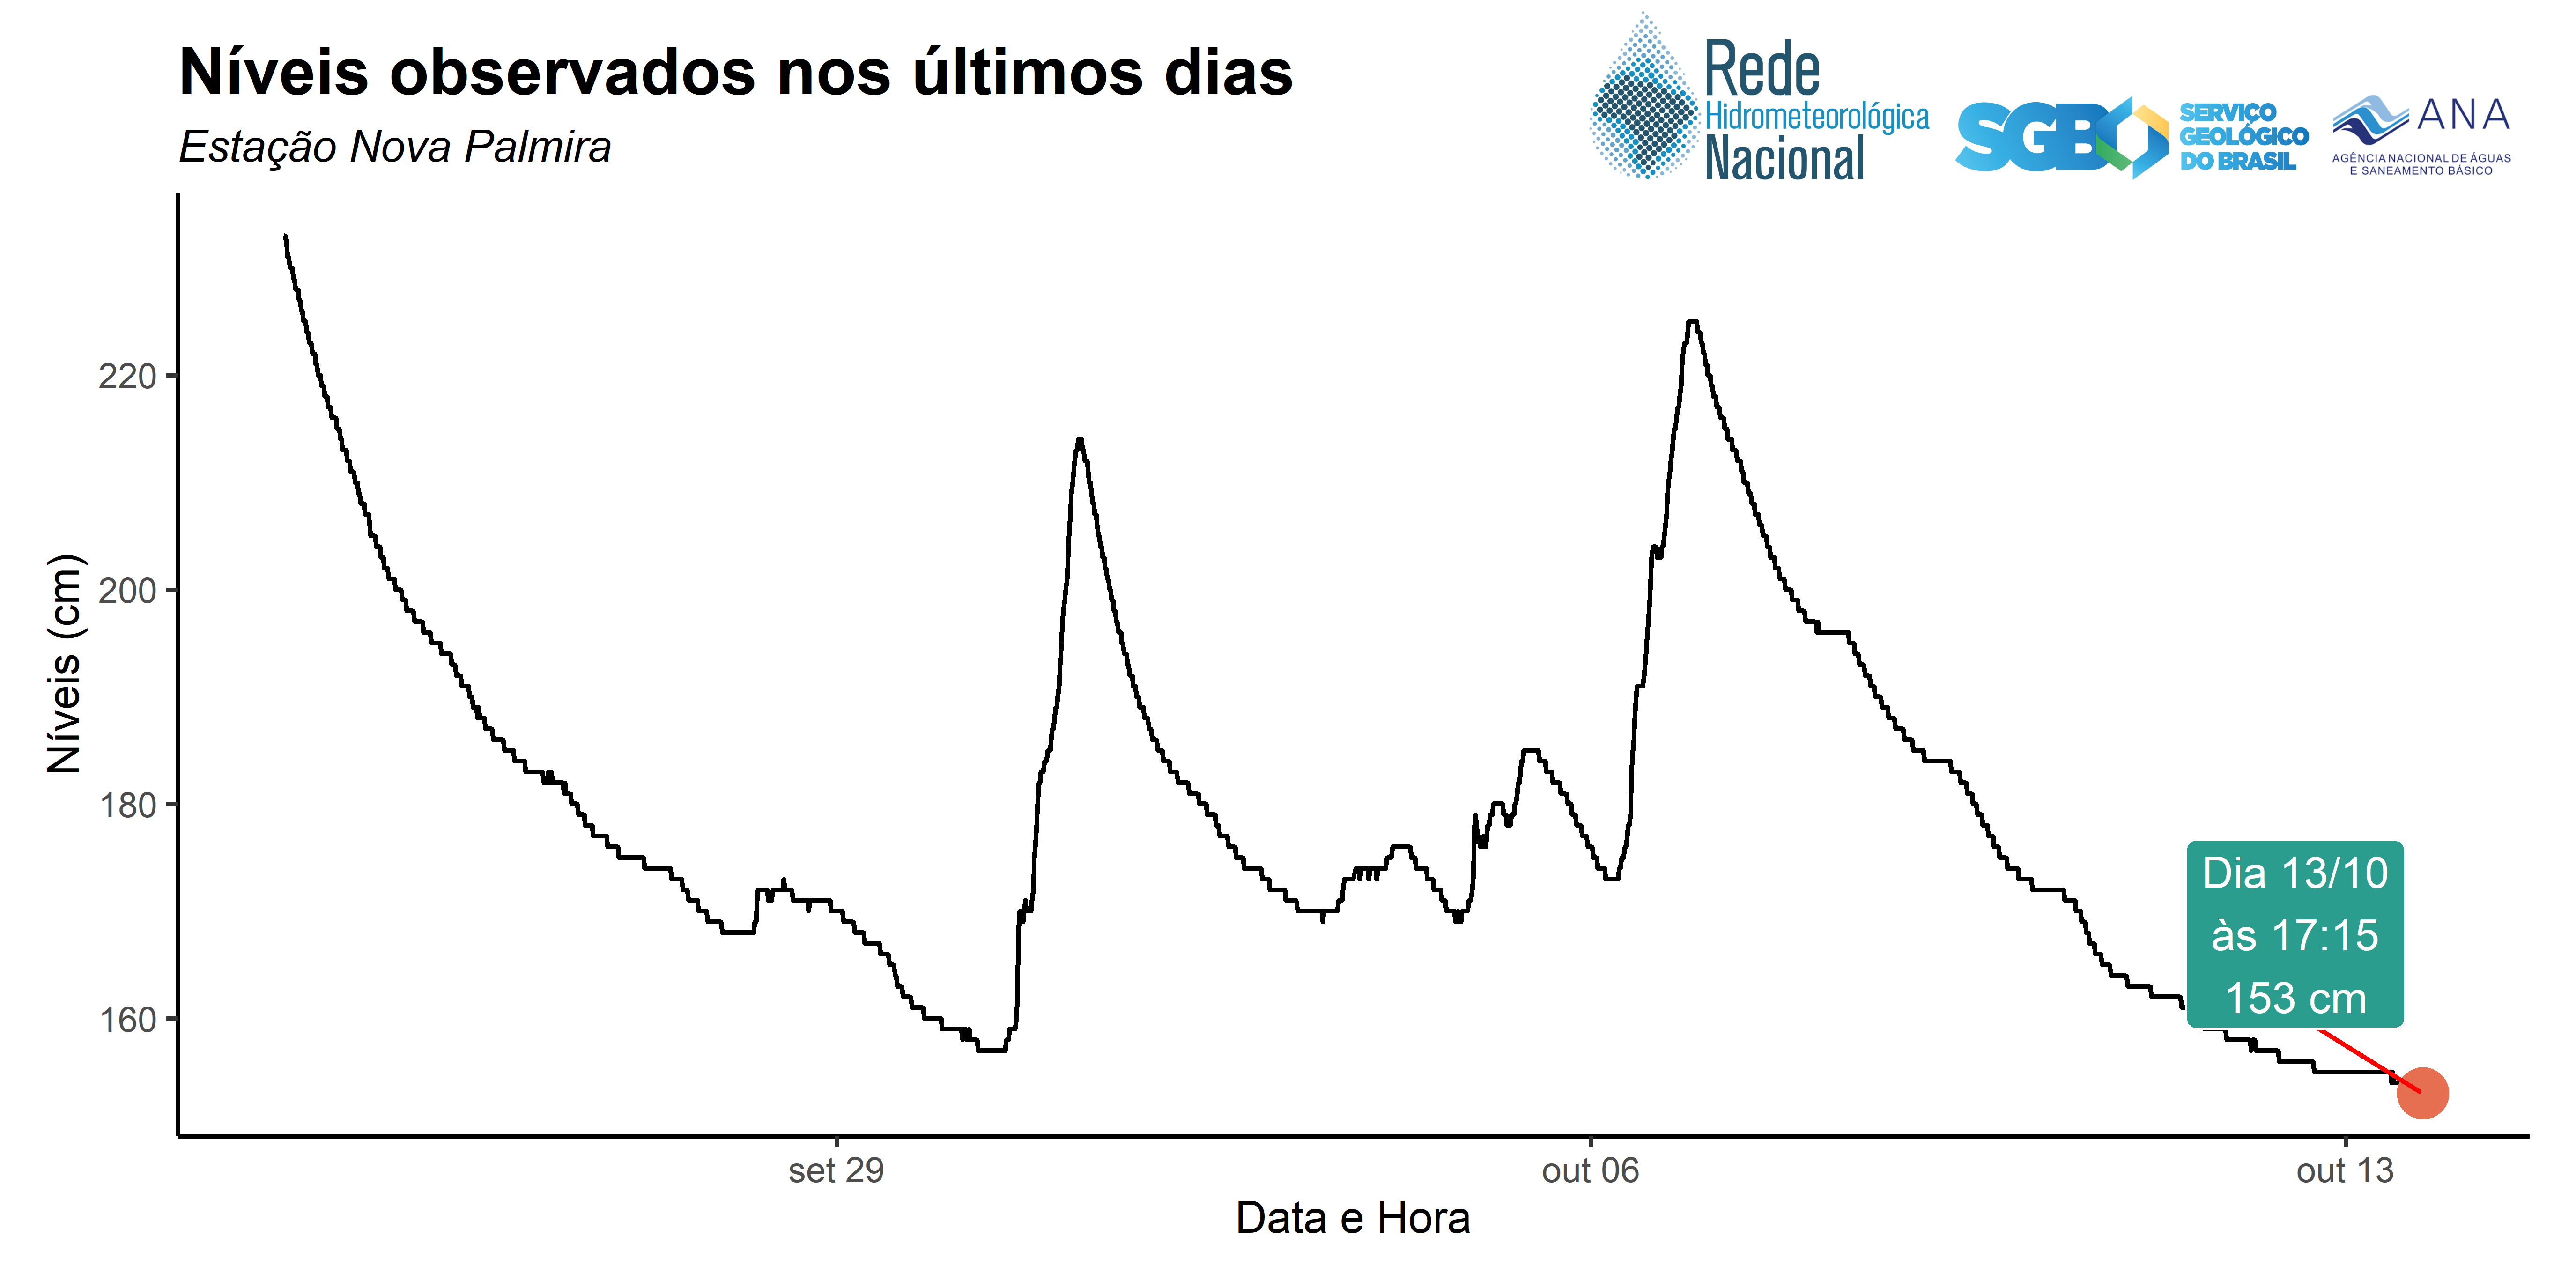 Níveis observados nos últimos dias
Estação Nova Palmira
Rede
Hidrometeorológica
Nacional
SGB
SERVIÇO
GEOLÓGICO
DO BRASIL
ANA
AGÊNCIA NACIONAL DE ÁGUAS
E SANEAMENTO BÁSICO
Níveis (cm)
220
200
180
160
Dia 13/10
às 17:15
153 cm
set 29
out 06
out 13
Data e Hora